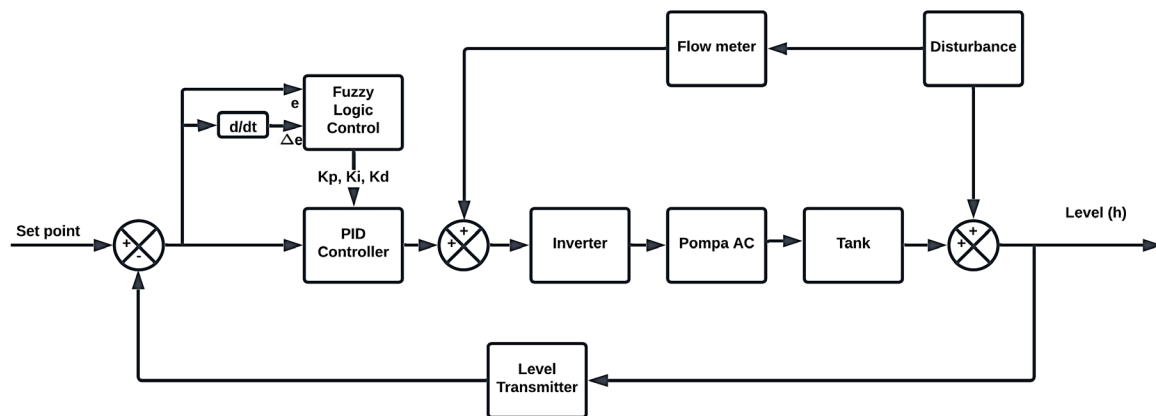 Flow meter
Disturbance
Fuzzy
Logic
Control
e
d/dt
△e
Kp, Ki, Kd
Set point
+
-
PID
Controller
+
+
Inverter
Pompa AC
Tank
+
+
Level (h)
Level
Transmitter